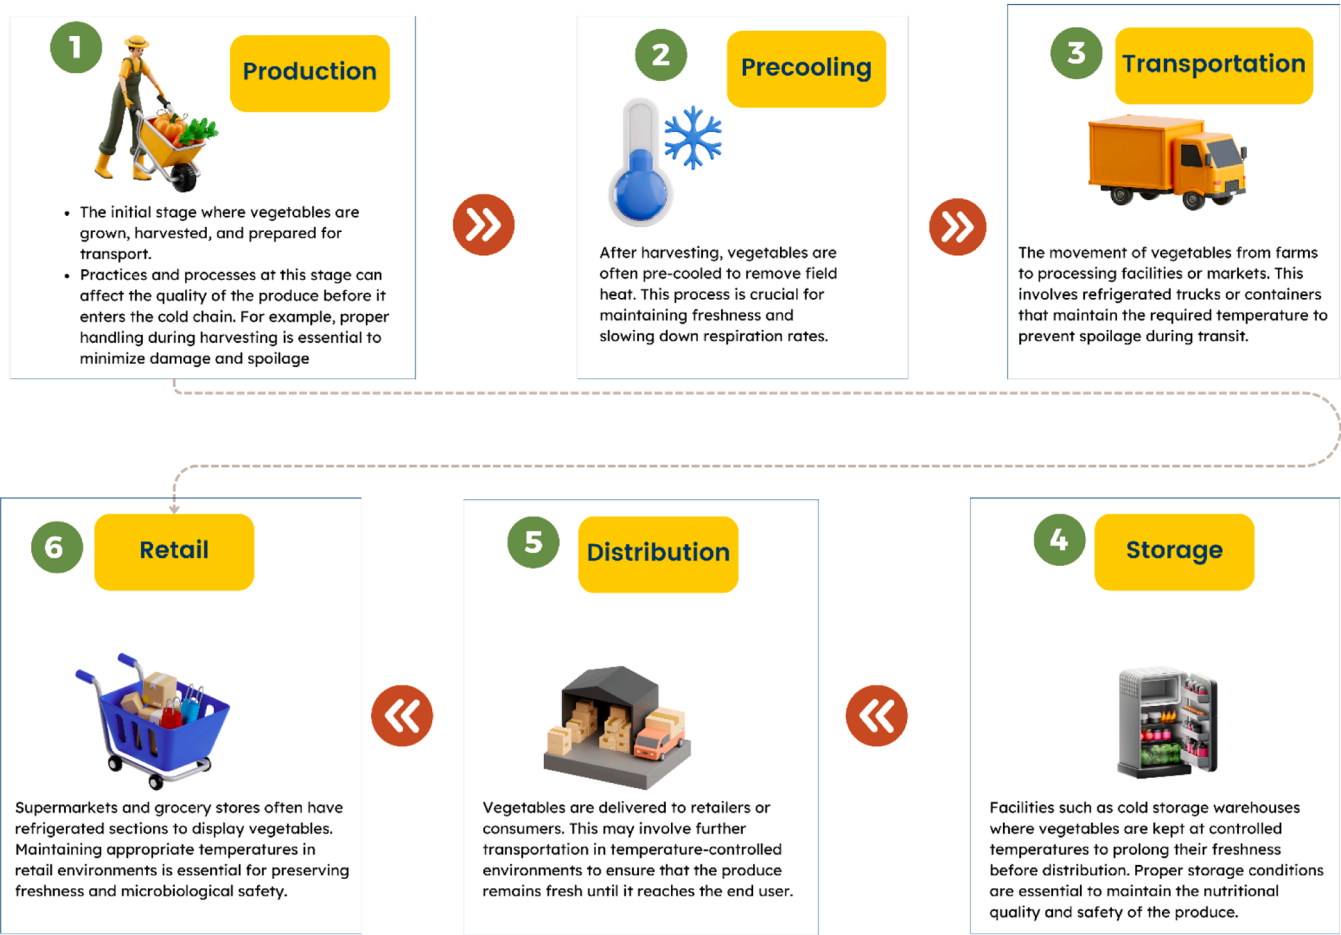 1
Production
• The initial stage where vegetables are
grown, harvested, and prepared for
transport.
• Practices and processes at this stage can
affect the quality of the produce before it
enters the cold chain. For example, proper
handling during harvesting is essential to
minimize damage and spoilage
2
Precooling
After harvesting, vegetables are
often pre-cooled to remove field
heat. This process is crucial for
maintaining freshness and
slowing down respiration rates.
3
Transportation
The movement of vegetables from farms
to processing facilities or markets. This
involves refrigerated trucks or containers
that maintain the required temperature to
prevent spoilage during transit.
4
Storage
Facilities such as cold storage warehouses
where vegetables are kept at controlled
temperatures to prolong their freshness
before distribution. Proper storage conditions
are essential to maintain the nutritional
quality and safety of the produce.
5
Distribution
Vegetables are delivered to retailers or
consumers. This may involve further
transportation in temperature-controlled
environments to ensure that the produce
remains fresh until it reaches the end user.
6
Retail
Supermarkets and grocery stores often have
refrigerated sections to display vegetables.
Maintaining appropriate temperatures in
retail environments is essential for preserving
freshness and microbiological safety.